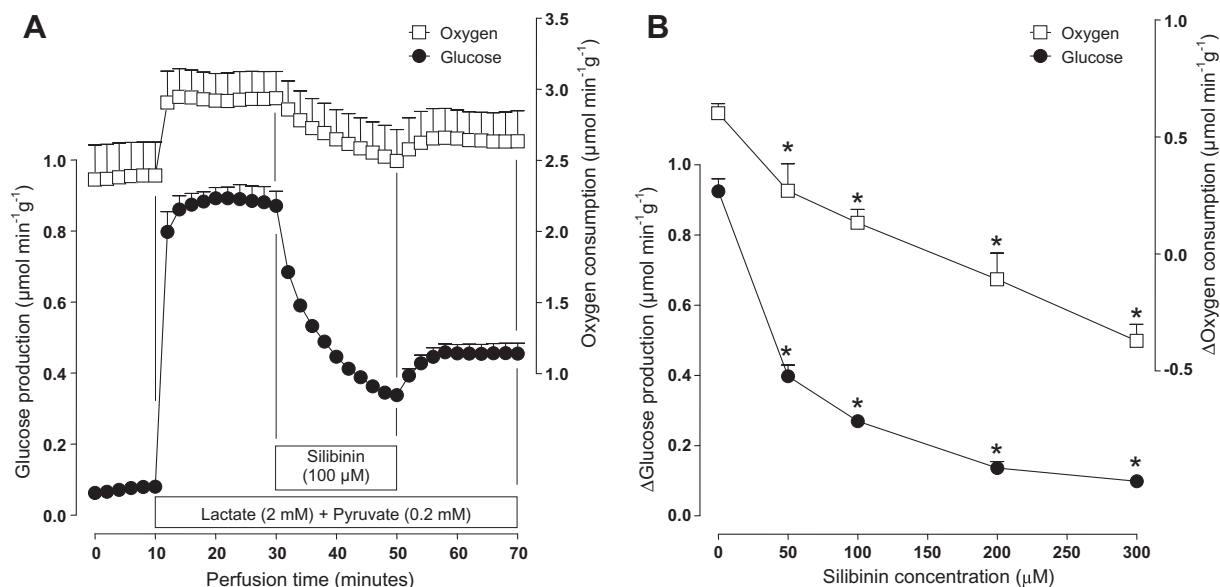 A
Oxygen
Glucose
Glucose production (µmol min⁻¹g⁻¹)
1.0
0.8
0.6
0.4
0.2
0.0
3.5
3.0
2.5
2.0
1.5
1.0
Oxygen consumption (µmol min⁻¹g⁻¹)
Silibinin
(100 µM)
Lactate (2 mM) + Pyruvate (0.2 mM)
0 10 20 30 40 50 60 70
Perfusion time (minutes)
B
Oxygen
Glucose
ΔGlucose production (µmol min⁻¹g⁻¹)
1.0
0.8
0.6
0.4
0.2
0.0
1.0
0.5
0.0
-0.5
ΔOxygen consumption (µmol min⁻¹g⁻¹)
* * * *
* * * *
0 50 100 200 300
Silibinin concentration (µM)